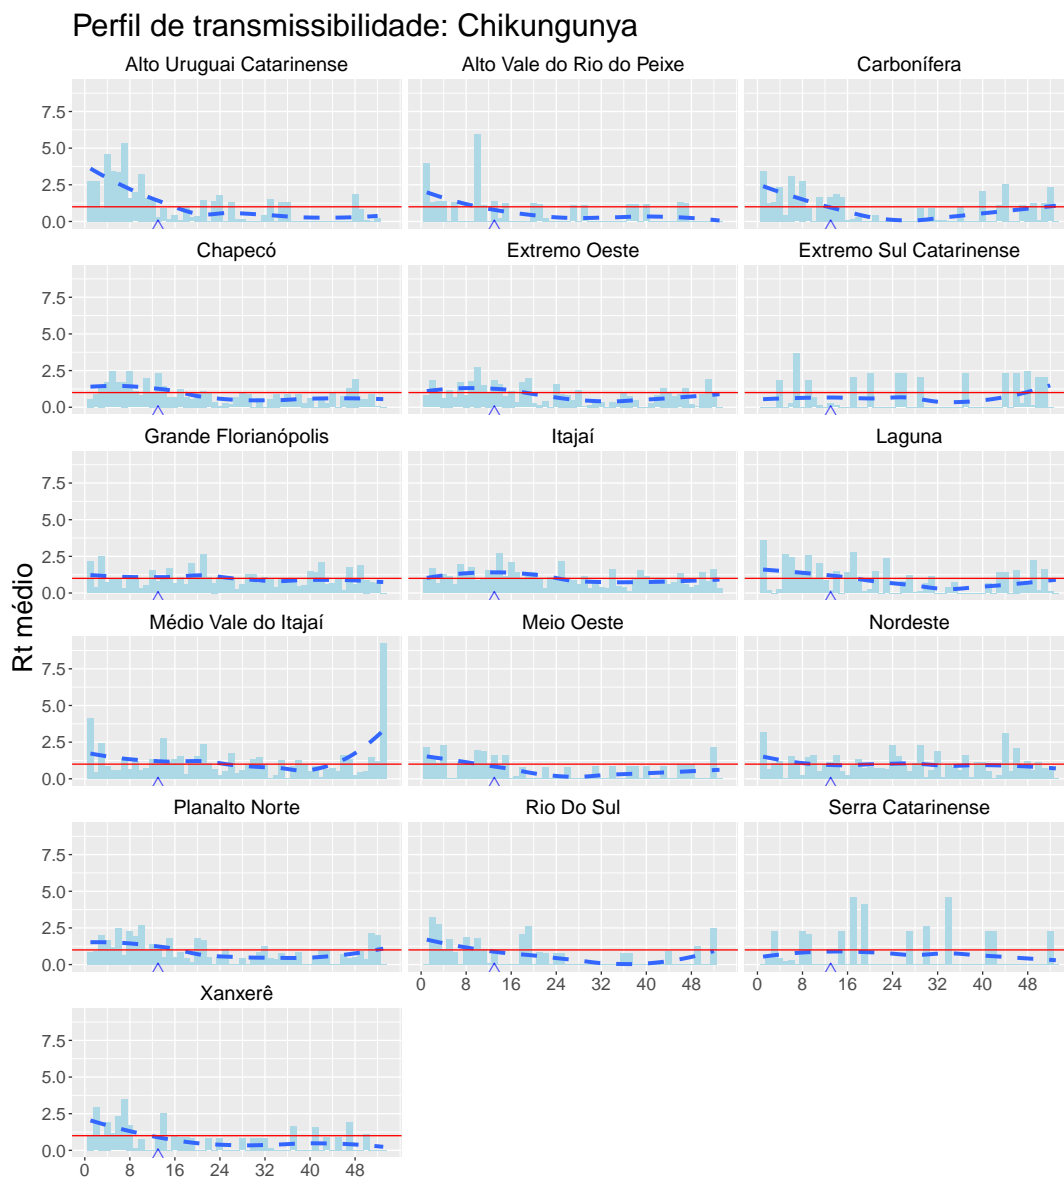 Perfil de transmissibilidade: Chikungunya
Alto Uruguai Catarinense Alto Vale do Rio do Peixe Carbonífera
7.5
5.0
2.5
0.0
Chapecó Extremo Oeste Extremo Sul Catarinense
7.5
5.0
2.5
0.0
Grande Florianópolis Itajaí Laguna
7.5
5.0
2.5
0.0
Rt médio
Médio Vale do Itajaí Meio Oeste Nordeste
7.5
5.0
2.5
0.0
Planalto Norte Rio Do Sul Serra Catarinense
7.5
5.0
2.5
0.0
0 8 16 24 32 40 48 0 8 16 24 32 40 48
Xanxerê
7.5
5.0
2.5
0.0
0 8 16 24 32 40 48